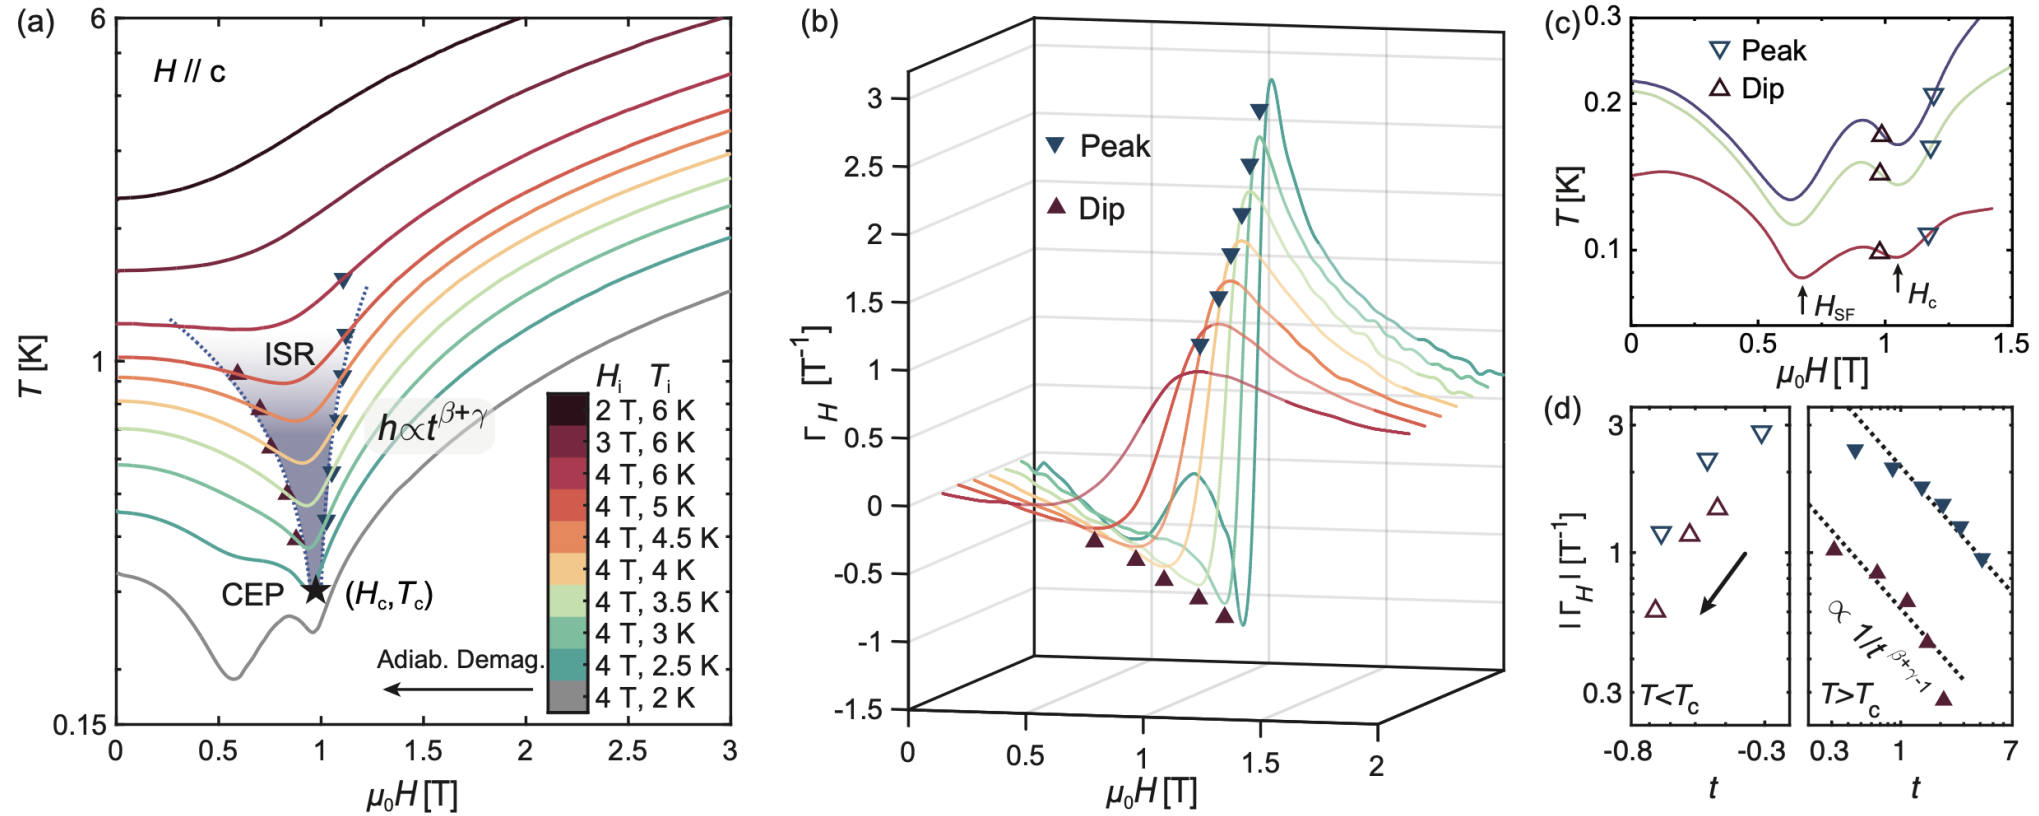 (a)
H // c
ISR
h∝t^{β+γ}
CEP
(H_c,T_c)
Adiab. Demag.
H_i T_i
2 T, 6 K
3 T, 6 K
4 T, 6 K
4 T, 5 K
4 T, 4.5 K
4 T, 4 K
4 T, 3.5 K
4 T, 3 K
4 T, 2.5 K
4 T, 2 K
T [K]
6
1
0.15
0 0.5 1 1.5 2 2.5 3
μ₀H [T]
(b)
Peak
Dip
Γ_H [T⁻¹]
3
2.5
2
1.5
1
0.5
0
-0.5
-1
-1.5
0 0.5 1 1.5 2
μ₀H [T]
(c)
Peak
Dip
H_SF
H_c
T [K]
0.3
0.2
0.1
0 0.5 1 1.5
μ₀H [T]
(d)
|Γ_H| [T⁻¹]
3
1
0.3
T<T_c
-0.8 -0.3
t
∝ 1/t^{β+γ-1}
T>T_c
0.3 1 7
t